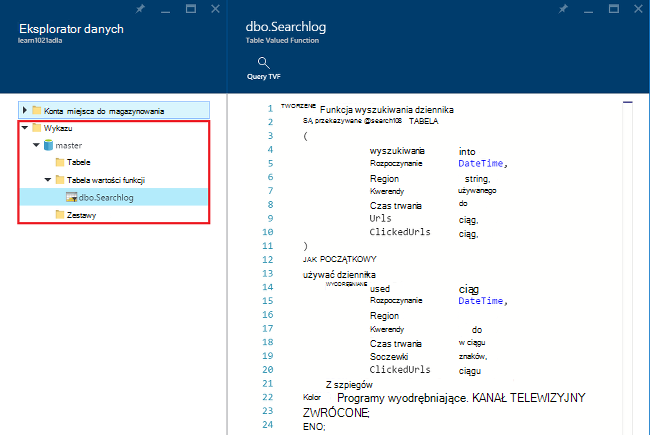 Eksplorator danych
learn1021adla
Konta miejsca do magazynowania
Wykazu
master
Tabele
Tabela wartości funkcji
dbo.Searchlog
Zestawy
dbo.Searchlog
Table Valued Function
Query TVF
1 TWORZENE Funkcja wyszukiwania dziennika
2 SĄ przekazywane @search108 TABELA
3 (
4 wyszukiwania into
5 Rozpoczynanie DateTime,
6 Region string,
7 Kwerendy używanego
8 Czas trwania do
9 Urls ciąg,
10 ClickedUrls ciąg,
11 )
12 JAK POCZĄTKOWY
13 używać dziennika
14 WYODRĘBNIANE used ciąg
15 Rozpoczynanie DateTime,
16 Region
17 Kwerendy do
18 Czas trwania w ciągu
19 Soczewki znaków,
20 ClickedUrls ciągu
21 Z szpiegów
22 Kolor Programy wyodrębniające. KANAŁ TELEWIZYJNY
23 ZWRÓCONE;
24 ENO;